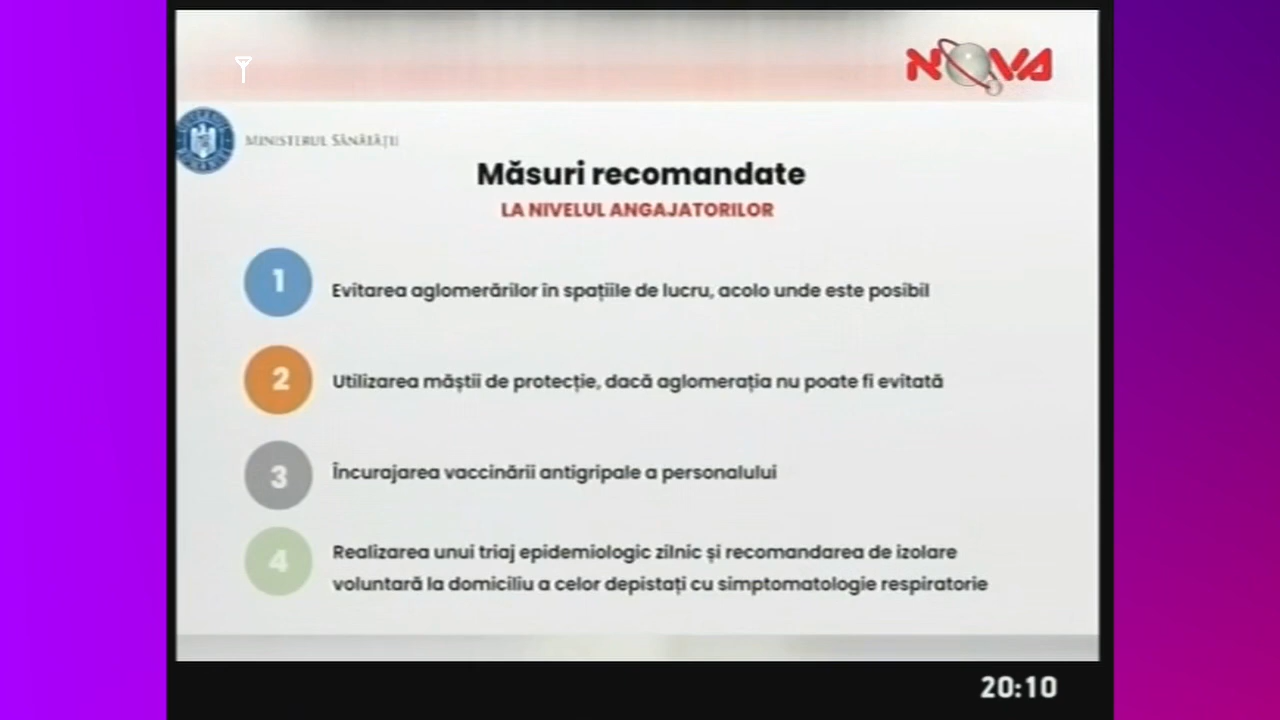 NOVA
MINISTERUL SĂNĂTĂȚII
Măsuri recomandate
LA NIVELUL ANGAJATORILOR
1
Evitarea aglomerărilor în spațiile de lucru, acolo unde este posibil
2
Utilizarea măștii de protecție, dacă aglomerația nu poate fi evitată
3
Încurajarea vaccinării antigripale a personalului
4
Realizarea unui triaj epidemiologic zilnic și recomandarea de izolare
voluntară la domiciliu a celor depistați cu simptomatologie respiratorie
20:10